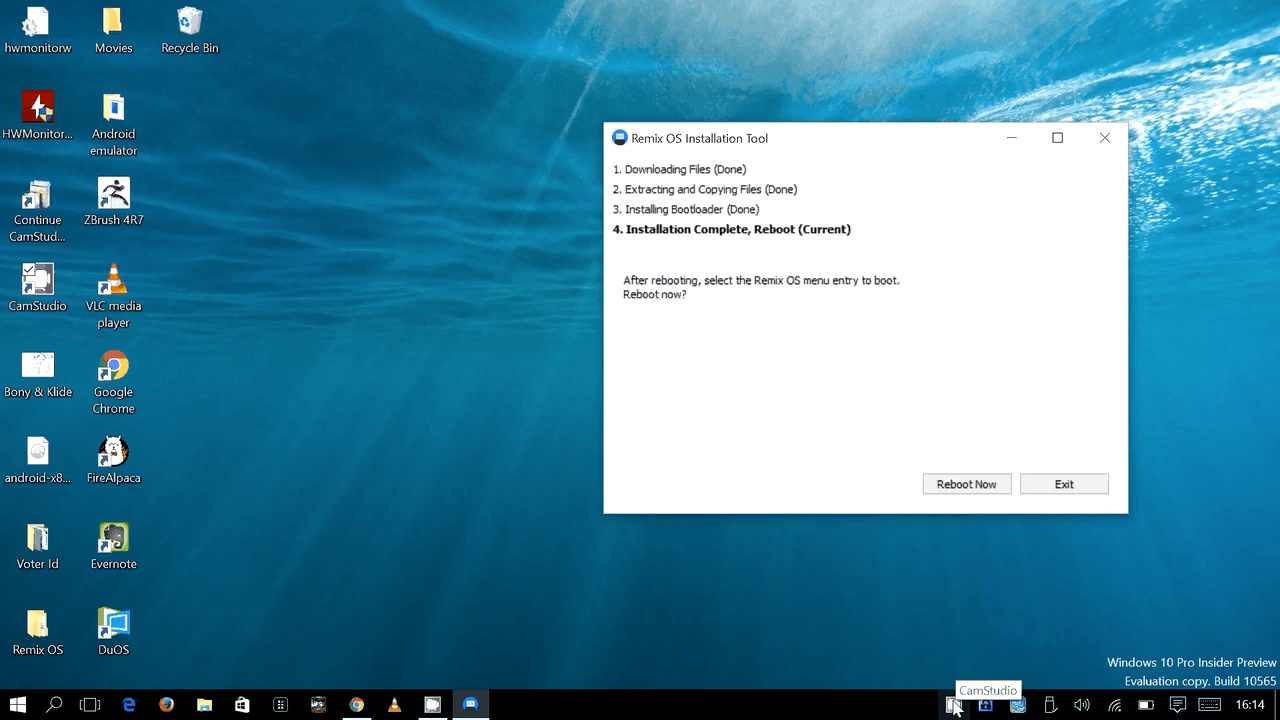 hwmonitorw
Movies
Recycle Bin
HWMonitor...
Android
emulator
Continue
CamStud...
ZBrush 4R7
CamStudio
VLC media
player
Bony & Klide
Google
Chrome
android-x8...
FireAlpaca
Voter Id
Evernote
Remix OS
DuOS
Remix OS Installation Tool
1. Downloading Files (Done)
2. Extracting and Copying Files (Done)
3. Installing Bootloader (Done)
4. Installation Complete, Reboot (Current)
After rebooting, select the Remix OS menu entry to boot.
Reboot now?
Reboot Now
Exit
Windows 10 Pro Insider Preview
Evaluation copy. Build 10565
CamStudio
16:14